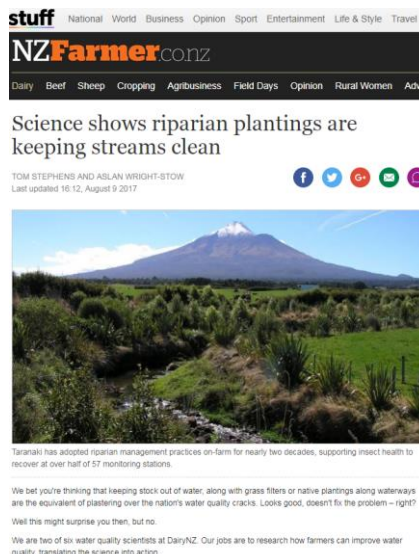 stuff National World Business Opinion Sport Entertainment Life & Style Travel
NZFarmer.co.nz
Dairy Beef Sheep Cropping Agribusiness Field Days Opinion Rural Women Adv
Science shows riparian plantings are
keeping streams clean
TOM STEPHENS AND ASLAN WRIGHT-STOW
Last updated 16:12, August 9 2017
f G+
Taranaki has adopted riparian management practices on-farm for nearly two decades, supporting insect health to
recover at over half of 57 monitoring stations.
We bet you're thinking that keeping stock out of water, along with grass filters or native plantings along waterways
are the equivalent of plastering over the nation's water quality cracks. Looks good, doesn't fix the problem – right?
Well this might surprise you then, but no.
We are two of six water quality scientists at DairyNZ. Our jobs are to research how farmers can improve water
quality, translating the science into action.